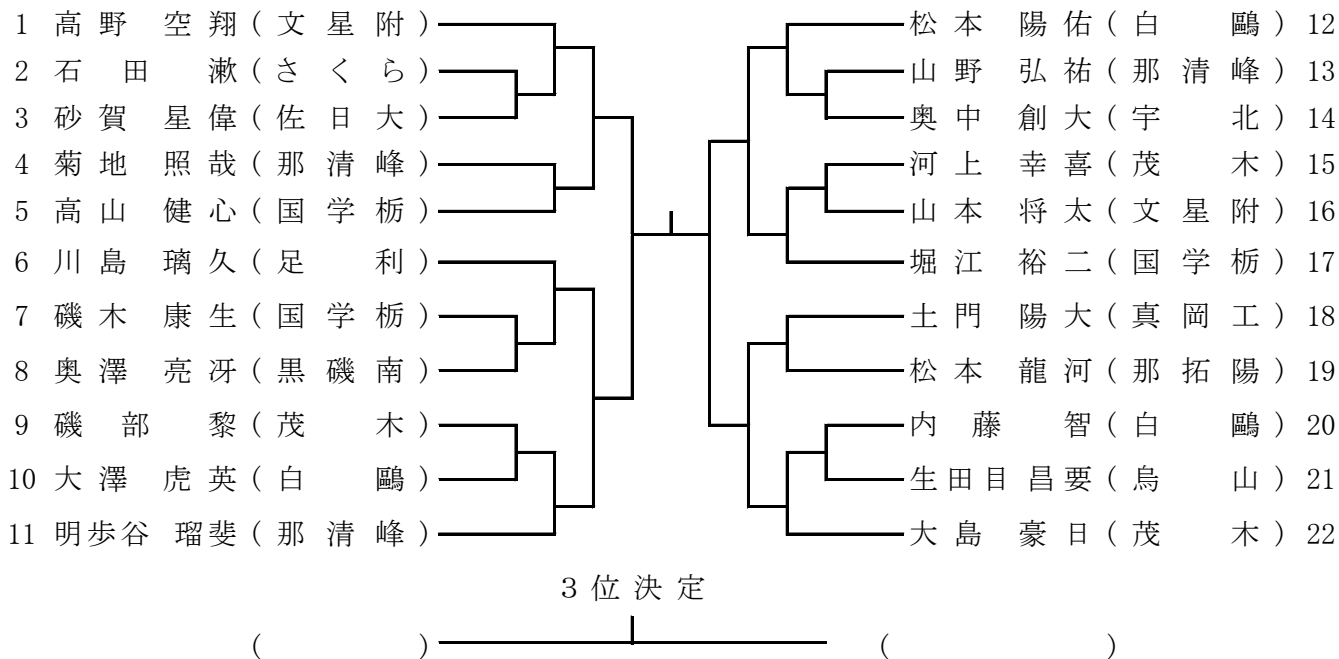 1 高野 空翔(文星附)
2 石田 漱(さくら)
3 砂賀 星偉(佐日大)
4 菊地 照哉(那清峰)
5 高山 健心(国学栃)
6 川島 璃久(足利)
7 磯木 康生(国学栃)
8 奥澤 亮冴(黒磯南)
9 磯部 黎(茂木)
10 大澤 虎英(白鷗)
11 明歩谷 瑠斐(那清峰)
松本 陽佑(白鷗) 12
山野 弘祐(那清峰) 13
奥中 創大(宇北) 14
河上 幸喜(茂木) 15
山本 将太(文星附) 16
堀江 裕二(国学栃) 17
土門 陽大(真岡工) 18
松本 龍河(那拓陽) 19
内藤 智(白鷗) 20
生田目 昌要(烏山) 21
大島 豪日(茂木) 22
3位決定
( ) ( )